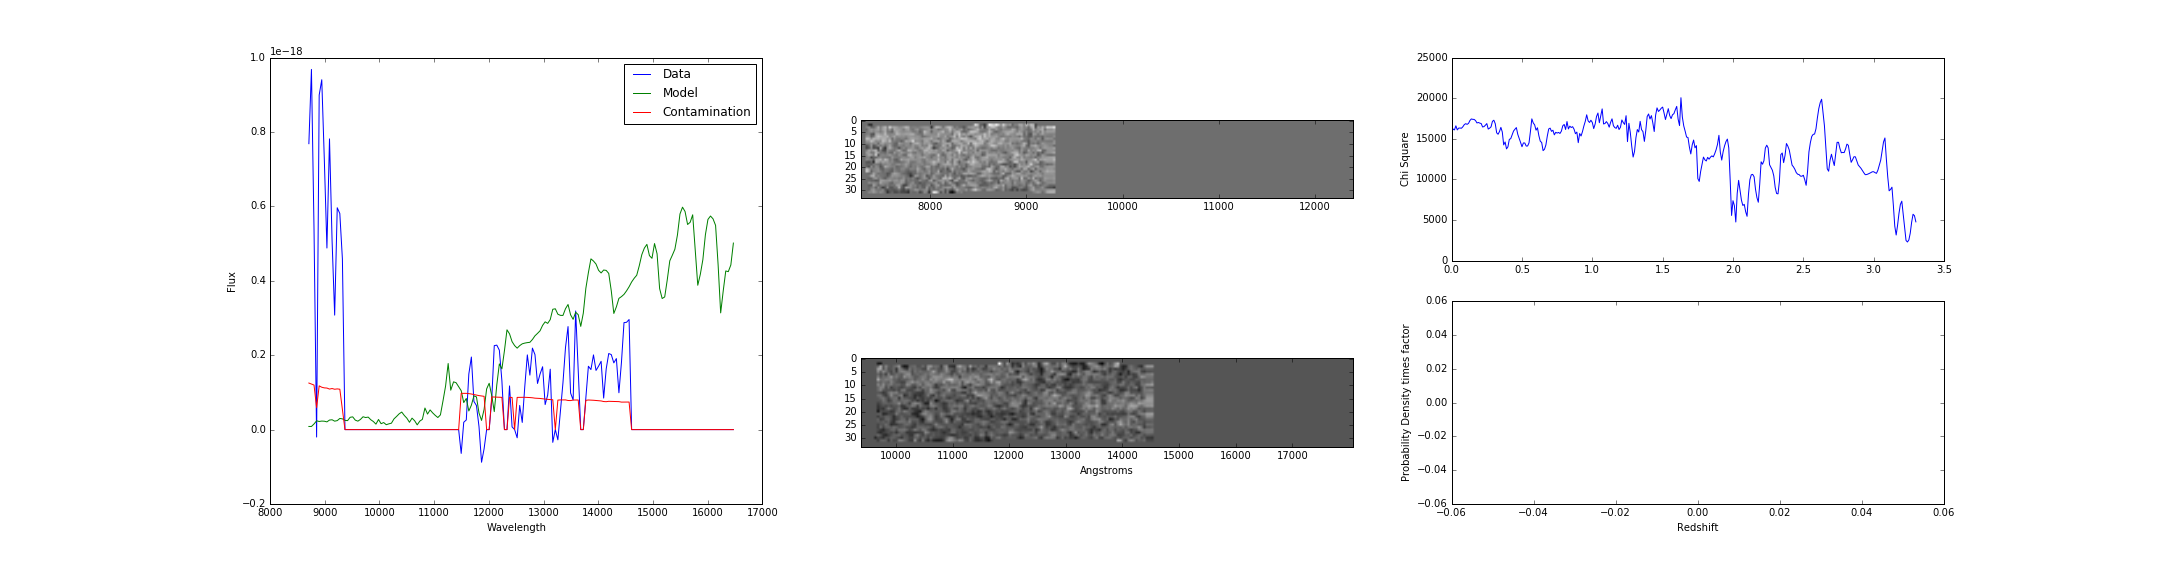 1e−18
1.0
0.8
0.6
0.4
0.2
0.0
−0.2
Flux
Data
Model
Contamination
8000 9000 10000 11000 12000 13000 14000 15000 16000 17000
Wavelength
0
5
10
15
20
25
30
8000 9000 10000 11000 12000
0
5
10
15
20
25
30
10000 11000 12000 13000 14000 15000 16000 17000
Angstroms
25000
20000
15000
10000
5000
0
Chi Square
0.0 0.5 1.0 1.5 2.0 2.5 3.0 3.5
0.06
0.04
0.02
0.00
−0.02
−0.04
−0.06
Probability Density times factor
−0.06 −0.04 −0.02 0.00 0.02 0.04 0.06
Redshift